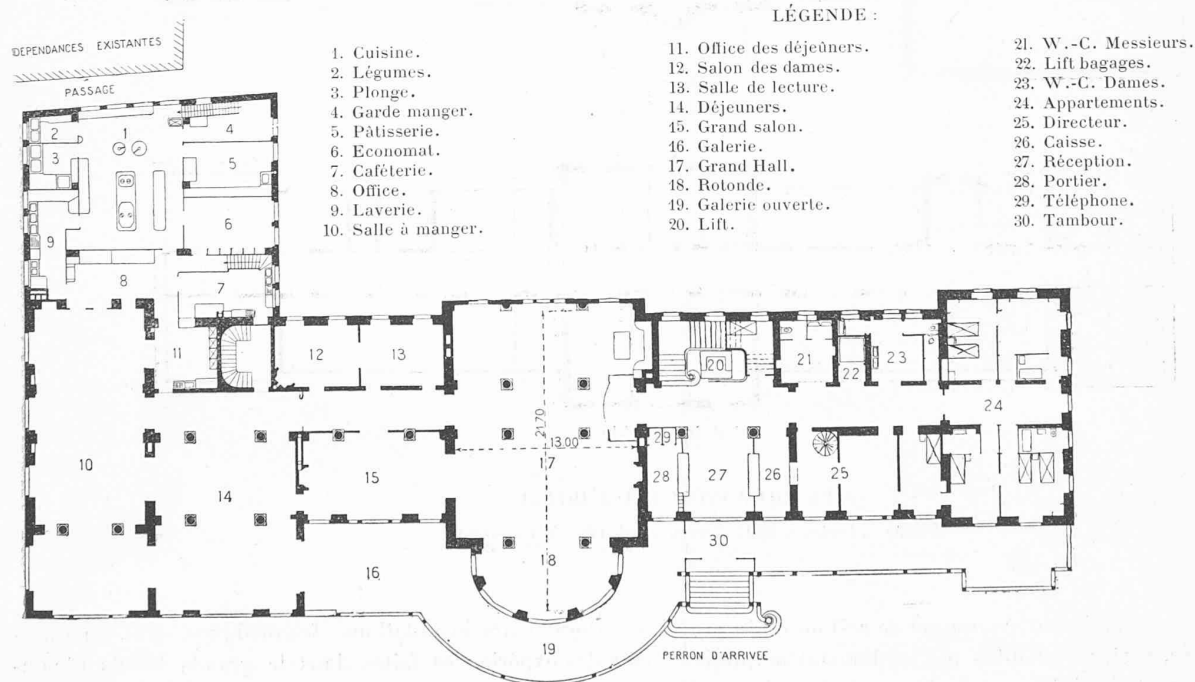 LÉGENDE :
DEPENDANCES EXISTANTES
PASSAGE
1. Cuisine.
2. Légumes.
3. Plonge.
4. Garde manger.
5. Pâtisserie.
6. Economat.
7. Caféterie.
8. Office.
9. Laverie.
10. Salle à manger.
11. Office des déjeûners.
12. Salon des dames.
13. Salle de lecture.
14. Déjeuners.
15. Grand salon.
16. Galerie.
17. Grand Hall.
18. Rotonde.
19. Galerie ouverte.
20. Lift.
21. W.-C. Messieurs.
22. Lift bagages.
23. W.-C. Dames.
24. Appartements.
25. Directeur.
26. Caisse.
27. Réception.
28. Portier.
29. Téléphone.
30. Tambour.
2
1
4
3
5
9
6
8
7
11
12
13
20
21
22
23
24
21.70
13.00
10
14
15
17
29
28
27
26
25
16
18
30
19
PERRON D'ARRIVÉE